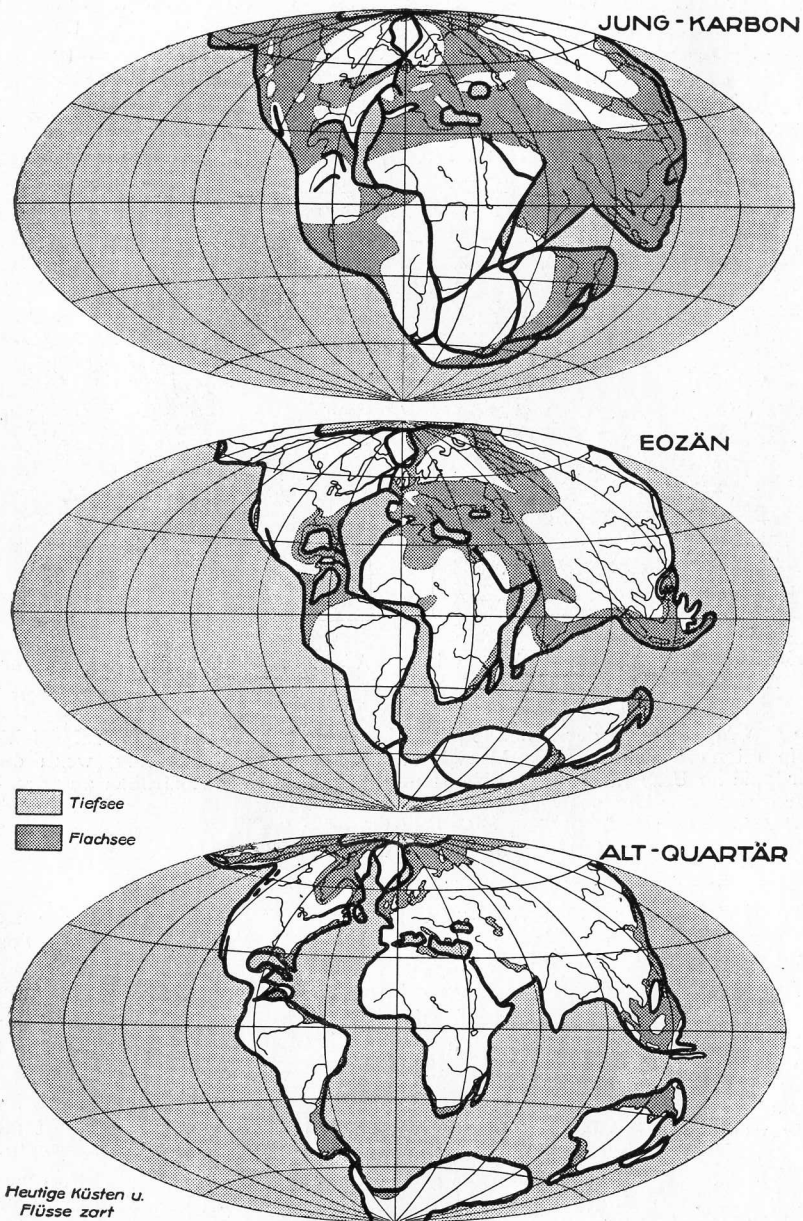 JUNG-KARBON
EOZÄN
Tiefsee
Flachsee
ALT-QUARTÄR
Heutige Küsten u.
Flüsse zart